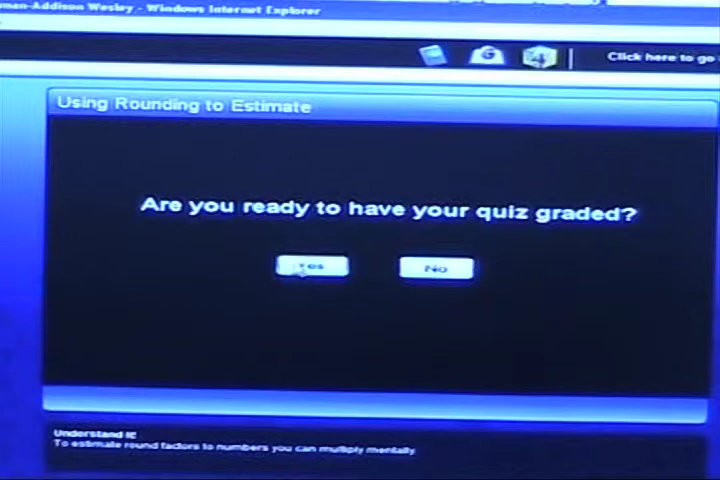 man-Addison Wesley - Windows Internet Explorer
Click here to go
Using Rounding to Estimate
Are you ready to have your quiz graded?
Yes No
Understand It!
To estimate round factors to numbers you can multiply mentally.